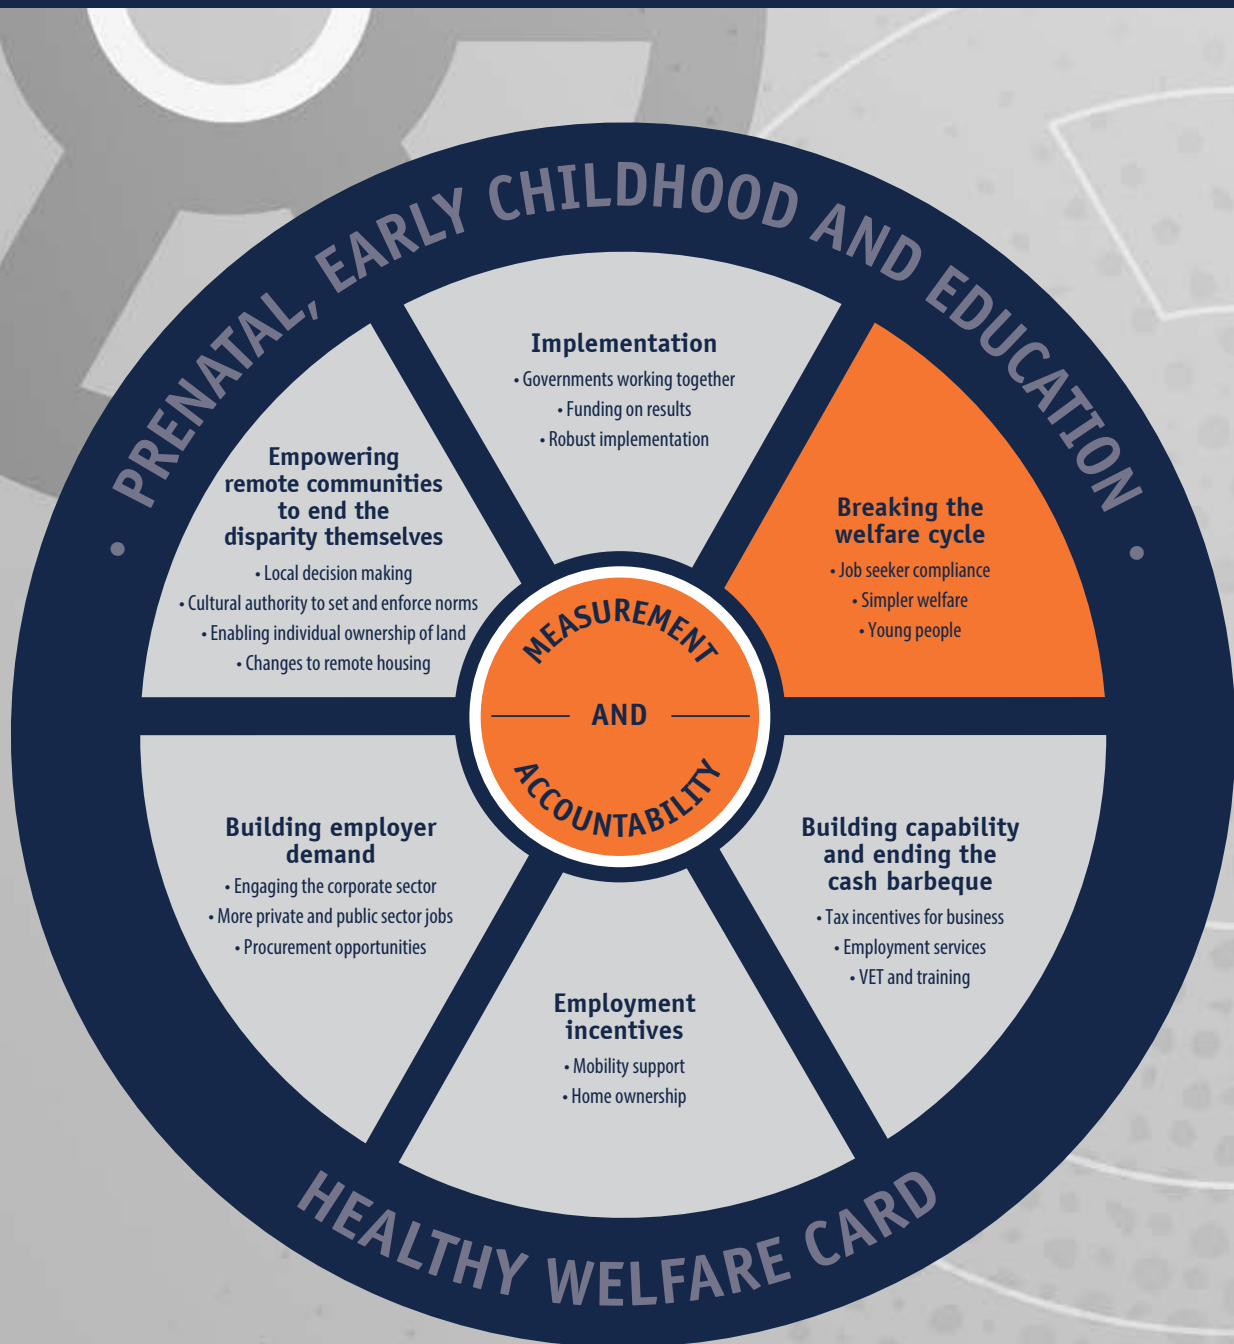 PRENATAL, EARLY CHILDHOOD AND EDUCATION
Implementation
• Governments working together
• Funding on results
• Robust implementation
Breaking the
welfare cycle
• Job seeker compliance
• Simpler welfare
• Young people
Building capability
and ending the
cash barbeque
• Tax incentives for business
• Employment services
• VET and training
Employment
incentives
• Mobility support
• Home ownership
Building employer
demand
• Engaging the corporate sector
• More private and public sector jobs
• Procurement opportunities
Empowering
remote communities
to end the
disparity themselves
• Local decision making
• Cultural authority to set and enforce norms
• Enabling individual ownership of land
• Changes to remote housing
MEASUREMENT
AND
ACCOUNTABILITY
HEALTHY WELFARE CARD